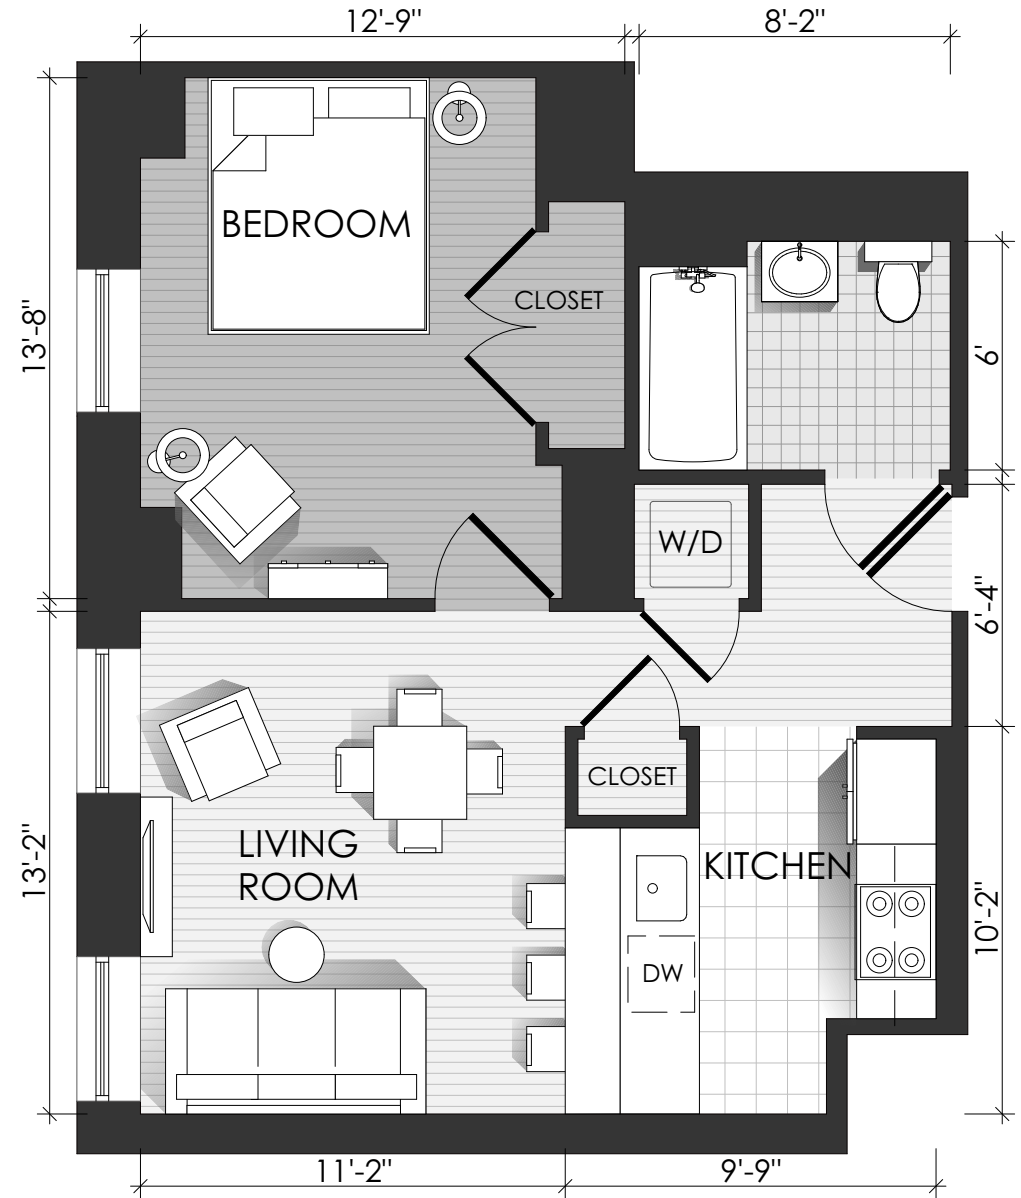 12'-9"
8'-2"
BEDROOM
CLOSET
13'-8"
6'
W/D
6'-4"
CLOSET
LIVING
ROOM
KITCHEN
13'-2"
10'-2"
DW
11'-2"
9'-9"